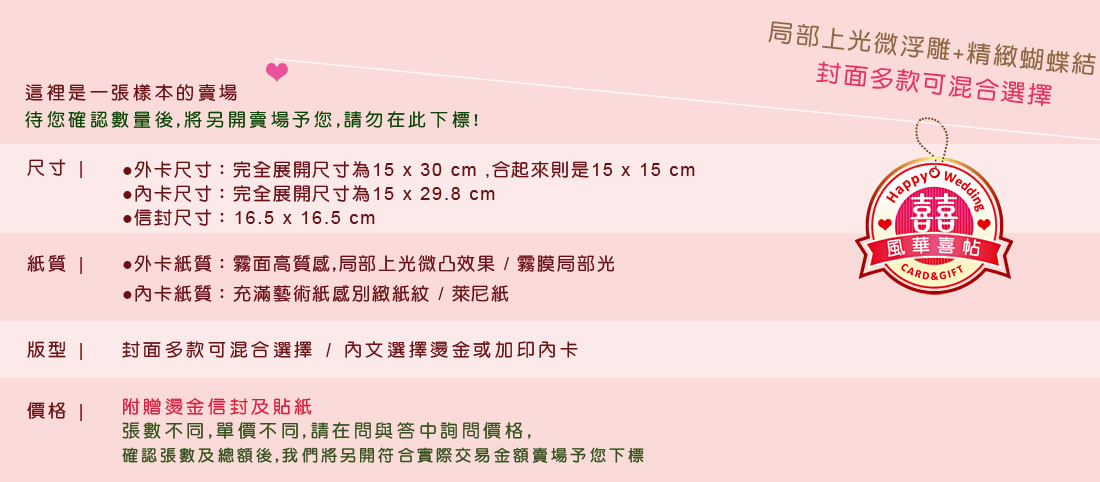 局部上光微浮雕+精緻蝴蝶結
封面多款可混合選擇
這裡是一張樣本的賣場
待您確認數量後,將另開賣場予您,請勿在此下標!
尺寸 | ●外卡尺寸：完全展開尺寸為15 x 30 cm ,合起來則是15 x 15 cm
●內卡尺寸：完全展開尺寸為15 x 29.8 cm
●信封尺寸：16.5 x 16.5 cm
Happy Wedding
囍
風華喜帖
CARD&GIFT
紙質 | ●外卡紙質：霧面高質感,局部上光微凸效果 / 霧膜局部光
●內卡紙質：充滿藝術紙感別緻紙紋 / 萊尼紙
版型 | 封面多款可混合選擇 / 內文選擇燙金或加印內卡
價格 | 附贈燙金信封及貼紙
張數不同,單價不同,請在問與答中詢問價格,
確認張數及總額後,我們將另開符合實際交易金額賣場予您下標